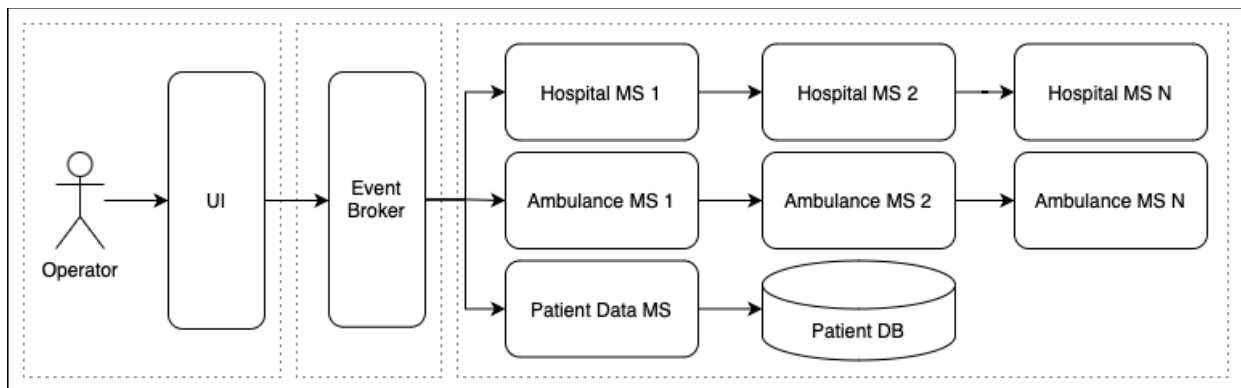 Operator
UI
Event
Broker
Hospital MS 1
Hospital MS 2
Hospital MS N
Ambulance MS 1
Ambulance MS 2
Ambulance MS N
Patient Data MS
Patient DB